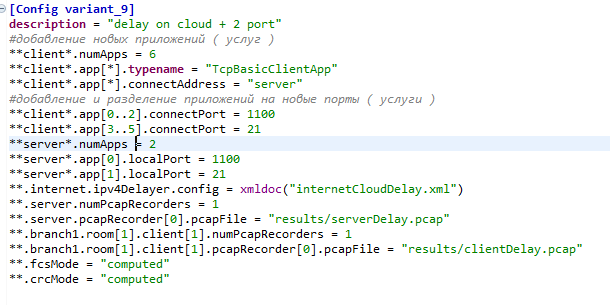 [Config variant_9]
description = "delay on cloud + 2 port"
#добавление новых приложений ( услуг )
**client*.numApps = 6
**client*.app[*].typename = "TcpBasicClientApp"
**client*.app[*].connectAddress = "server"
#добавление и разделение приложений на новые порты ( услуги )
**client*.app[0..2].connectPort = 1100
**client*.app[3..5].connectPort = 21
**server*.numApps = 2
**server*.app[0].localPort = 1100
**server*.app[1].localPort = 21
**.internet.ipv4Delayer.config = xmldoc("internetCloudDelay.xml")
**.server.numPcapRecorders = 1
**.server.pcapRecorder[0].pcapFile = "results/serverDelay.pcap"
**.branch1.room[1].client[1].numPcapRecorders = 1
**.branch1.room[1].client[1].pcapRecorder[0].pcapFile = "results/clientDelay.pcap"
**.fcsMode = "computed"
**.crcMode = "computed"